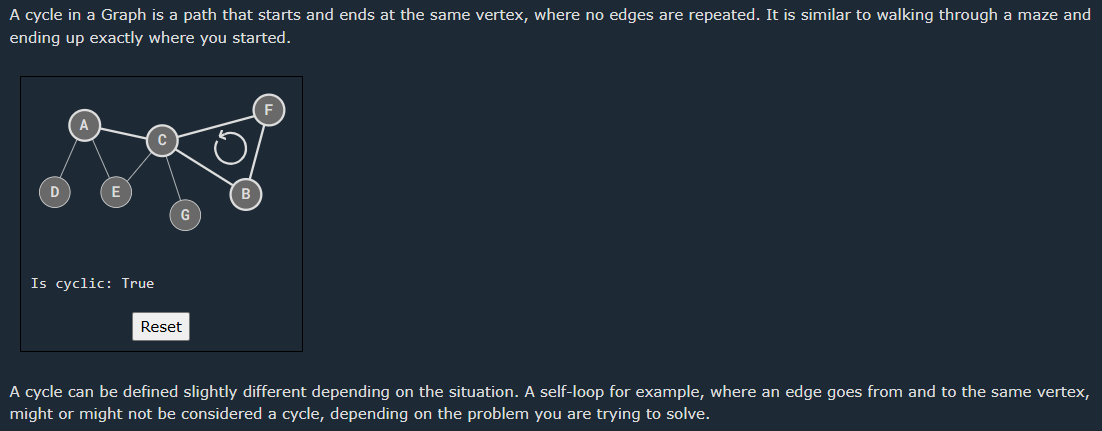 A cycle in a Graph is a path that starts and ends at the same vertex, where no edges are repeated. It is similar to walking through a maze and
ending up exactly where you started.
F
A
C
D
E
B
G
Is cyclic: True
Reset
A cycle can be defined slightly different depending on the situation. A self-loop for example, where an edge goes from and to the same vertex,
might or might not be considered a cycle, depending on the problem you are trying to solve.